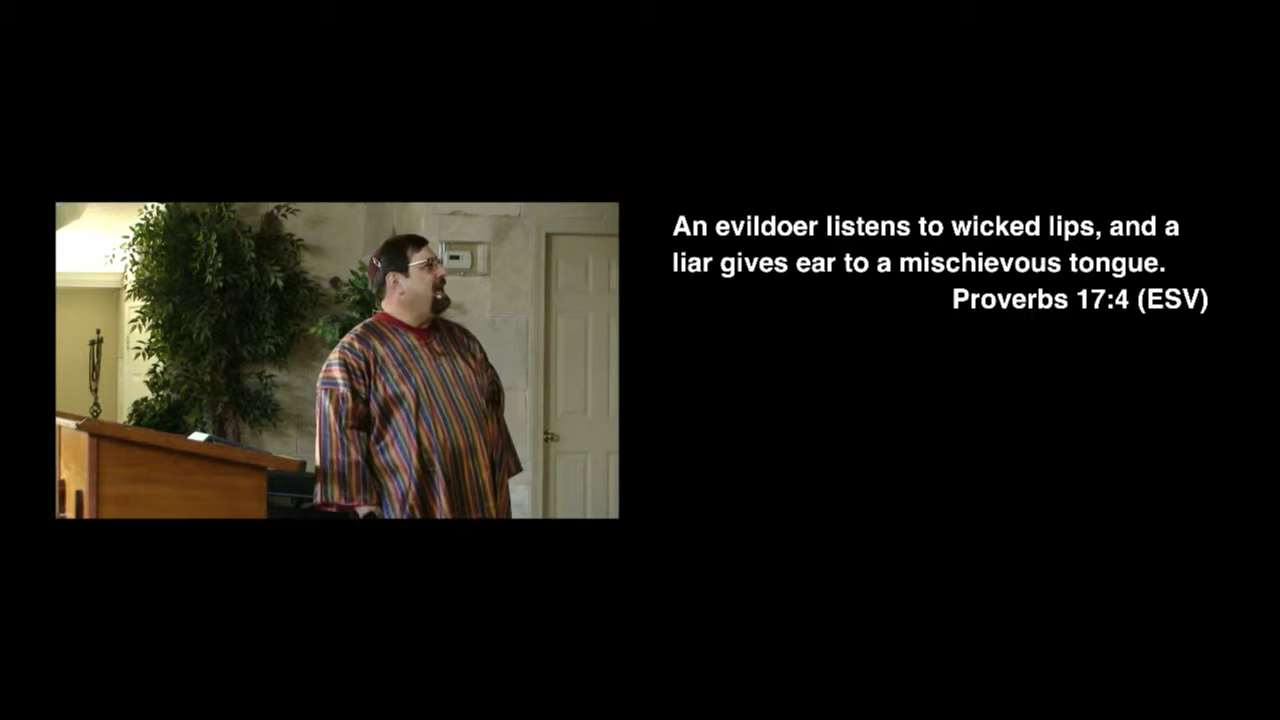 An evildoer listens to wicked lips, and a
liar gives ear to a mischievous tongue.
Proverbs 17:4 (ESV)